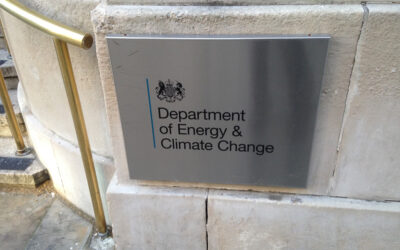 Department
of Energy &
Climate Change